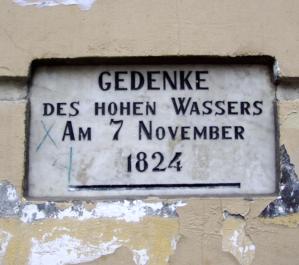 GEDENKE
DES HOHEN WASSERS
AM 7 NOVEMBER
1824